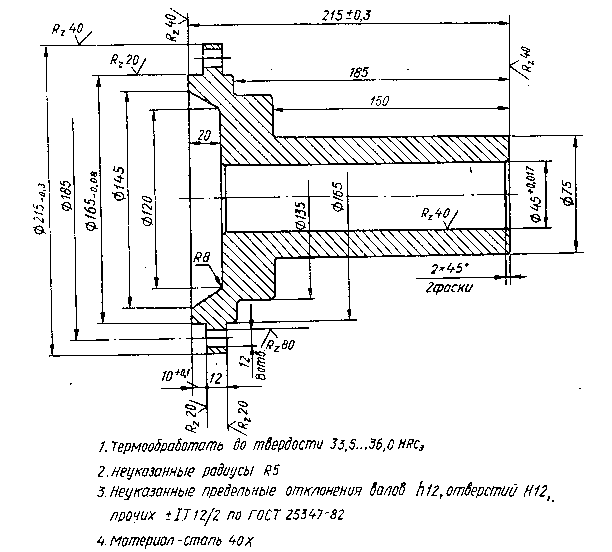 Rz 40
215±0,3
Rz 40
Rz 20
Rz 40
185
150
20
Ø215-0,3
Ø185
Ø165-0,08
Ø145
Ø120
Ø135
Ø165
Ø45+0,017
Ø75
Rz 40
R8
2×45°
2фаски
Rz 80
10+0,1
12
12
8отв.
Rz 20
Rz 20
1. Термообработать до твердости 33,5...36,0 HRCэ
2. Неуказанные радиусы R5
3. Неуказанные предельные отклонения валов h12, отверстий H12,
прочих ±IT12/2 по ГОСТ 25347-82
4. Материал-сталь 40х